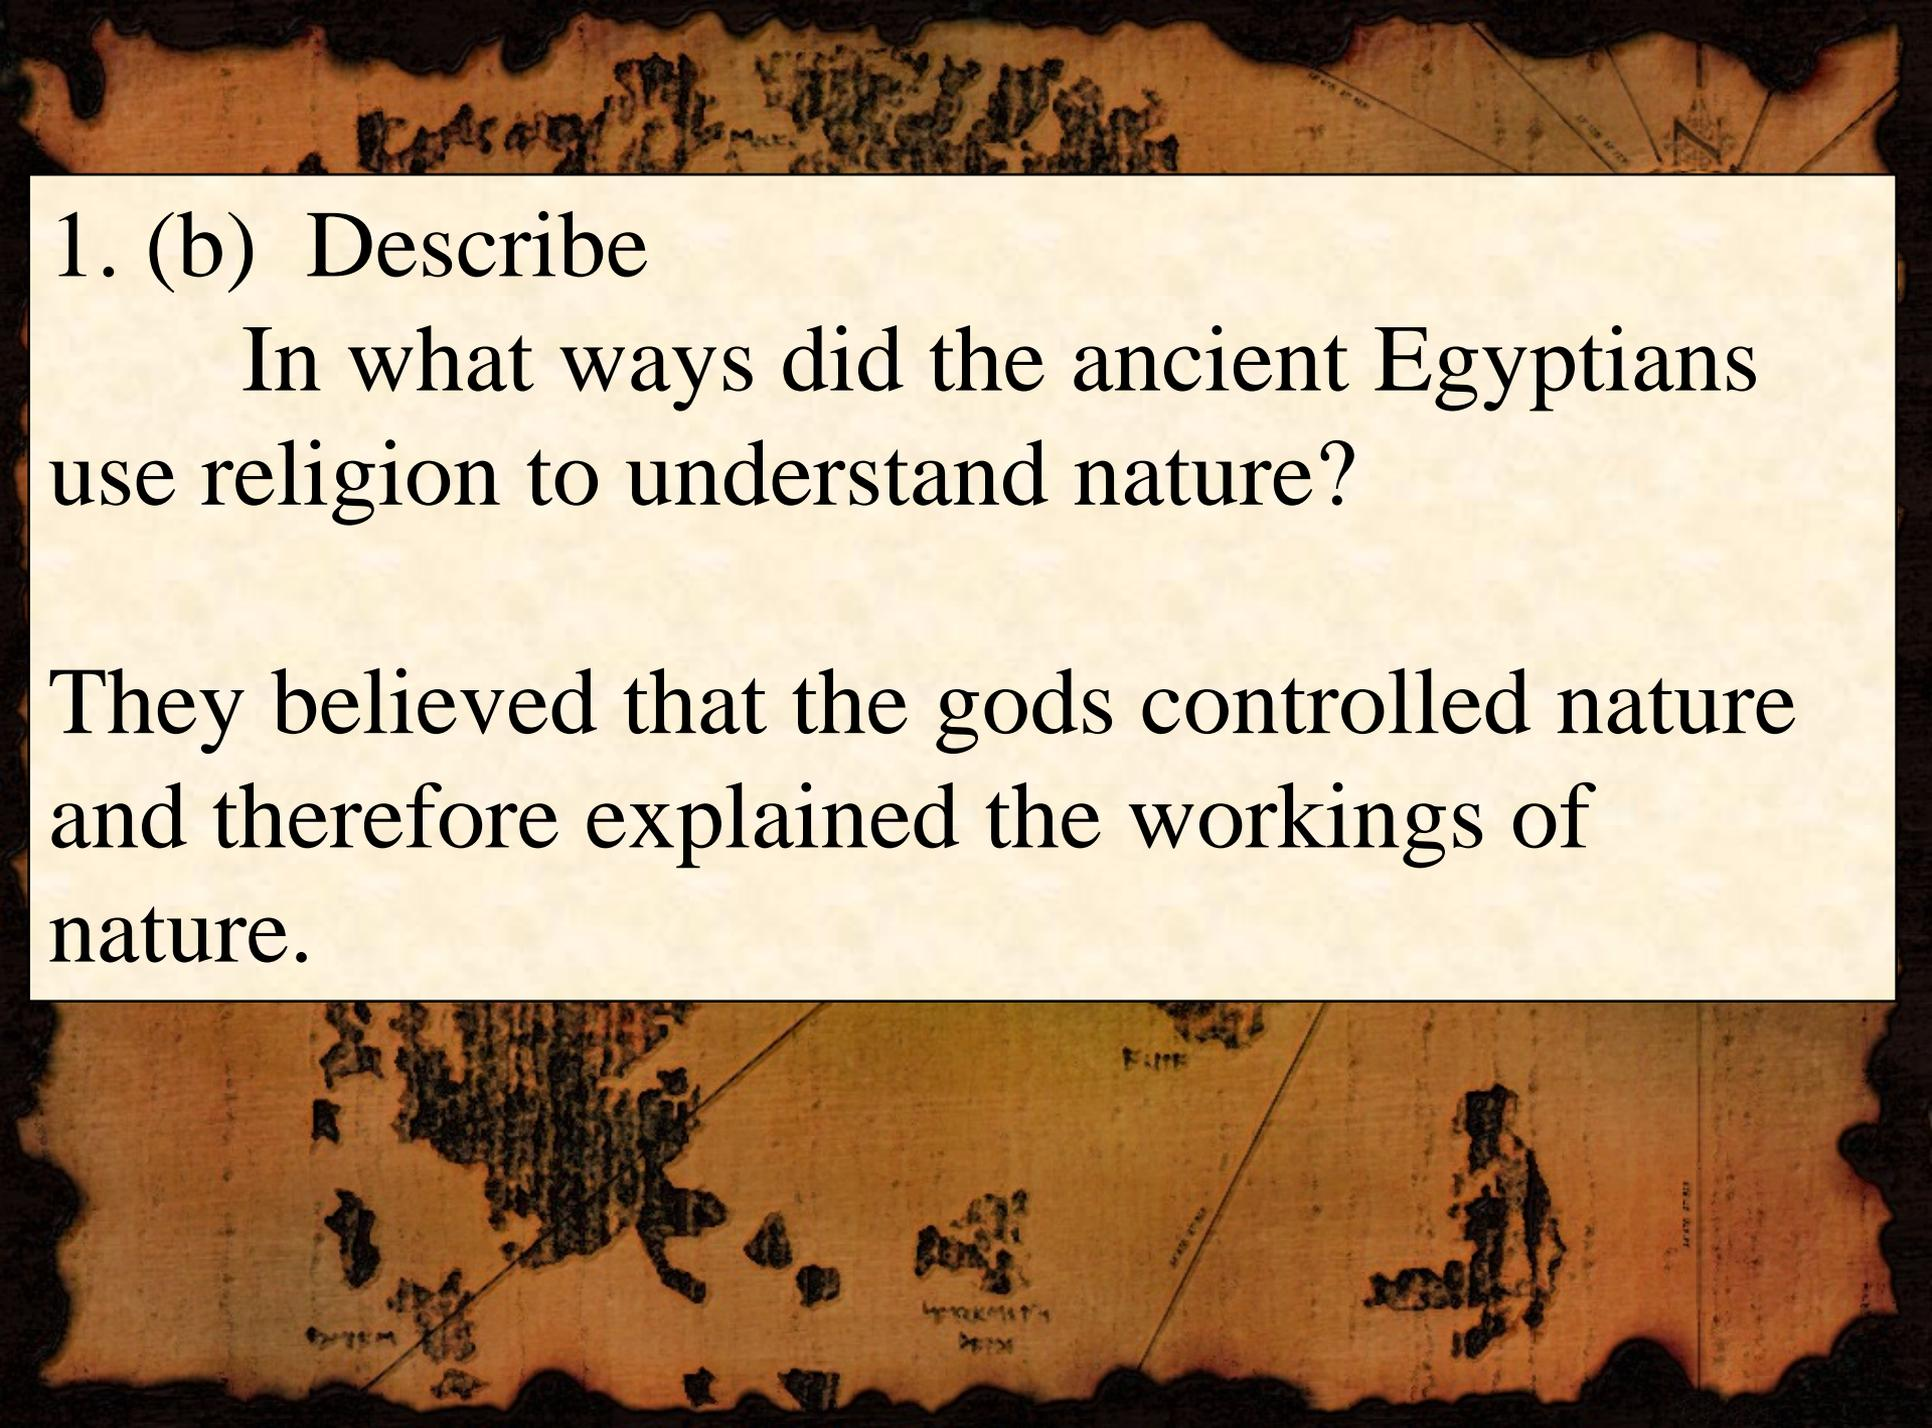 1. (b) Describe
In what ways did the ancient Egyptians
use religion to understand nature?
They believed that the gods controlled nature
and therefore explained the workings of
nature.